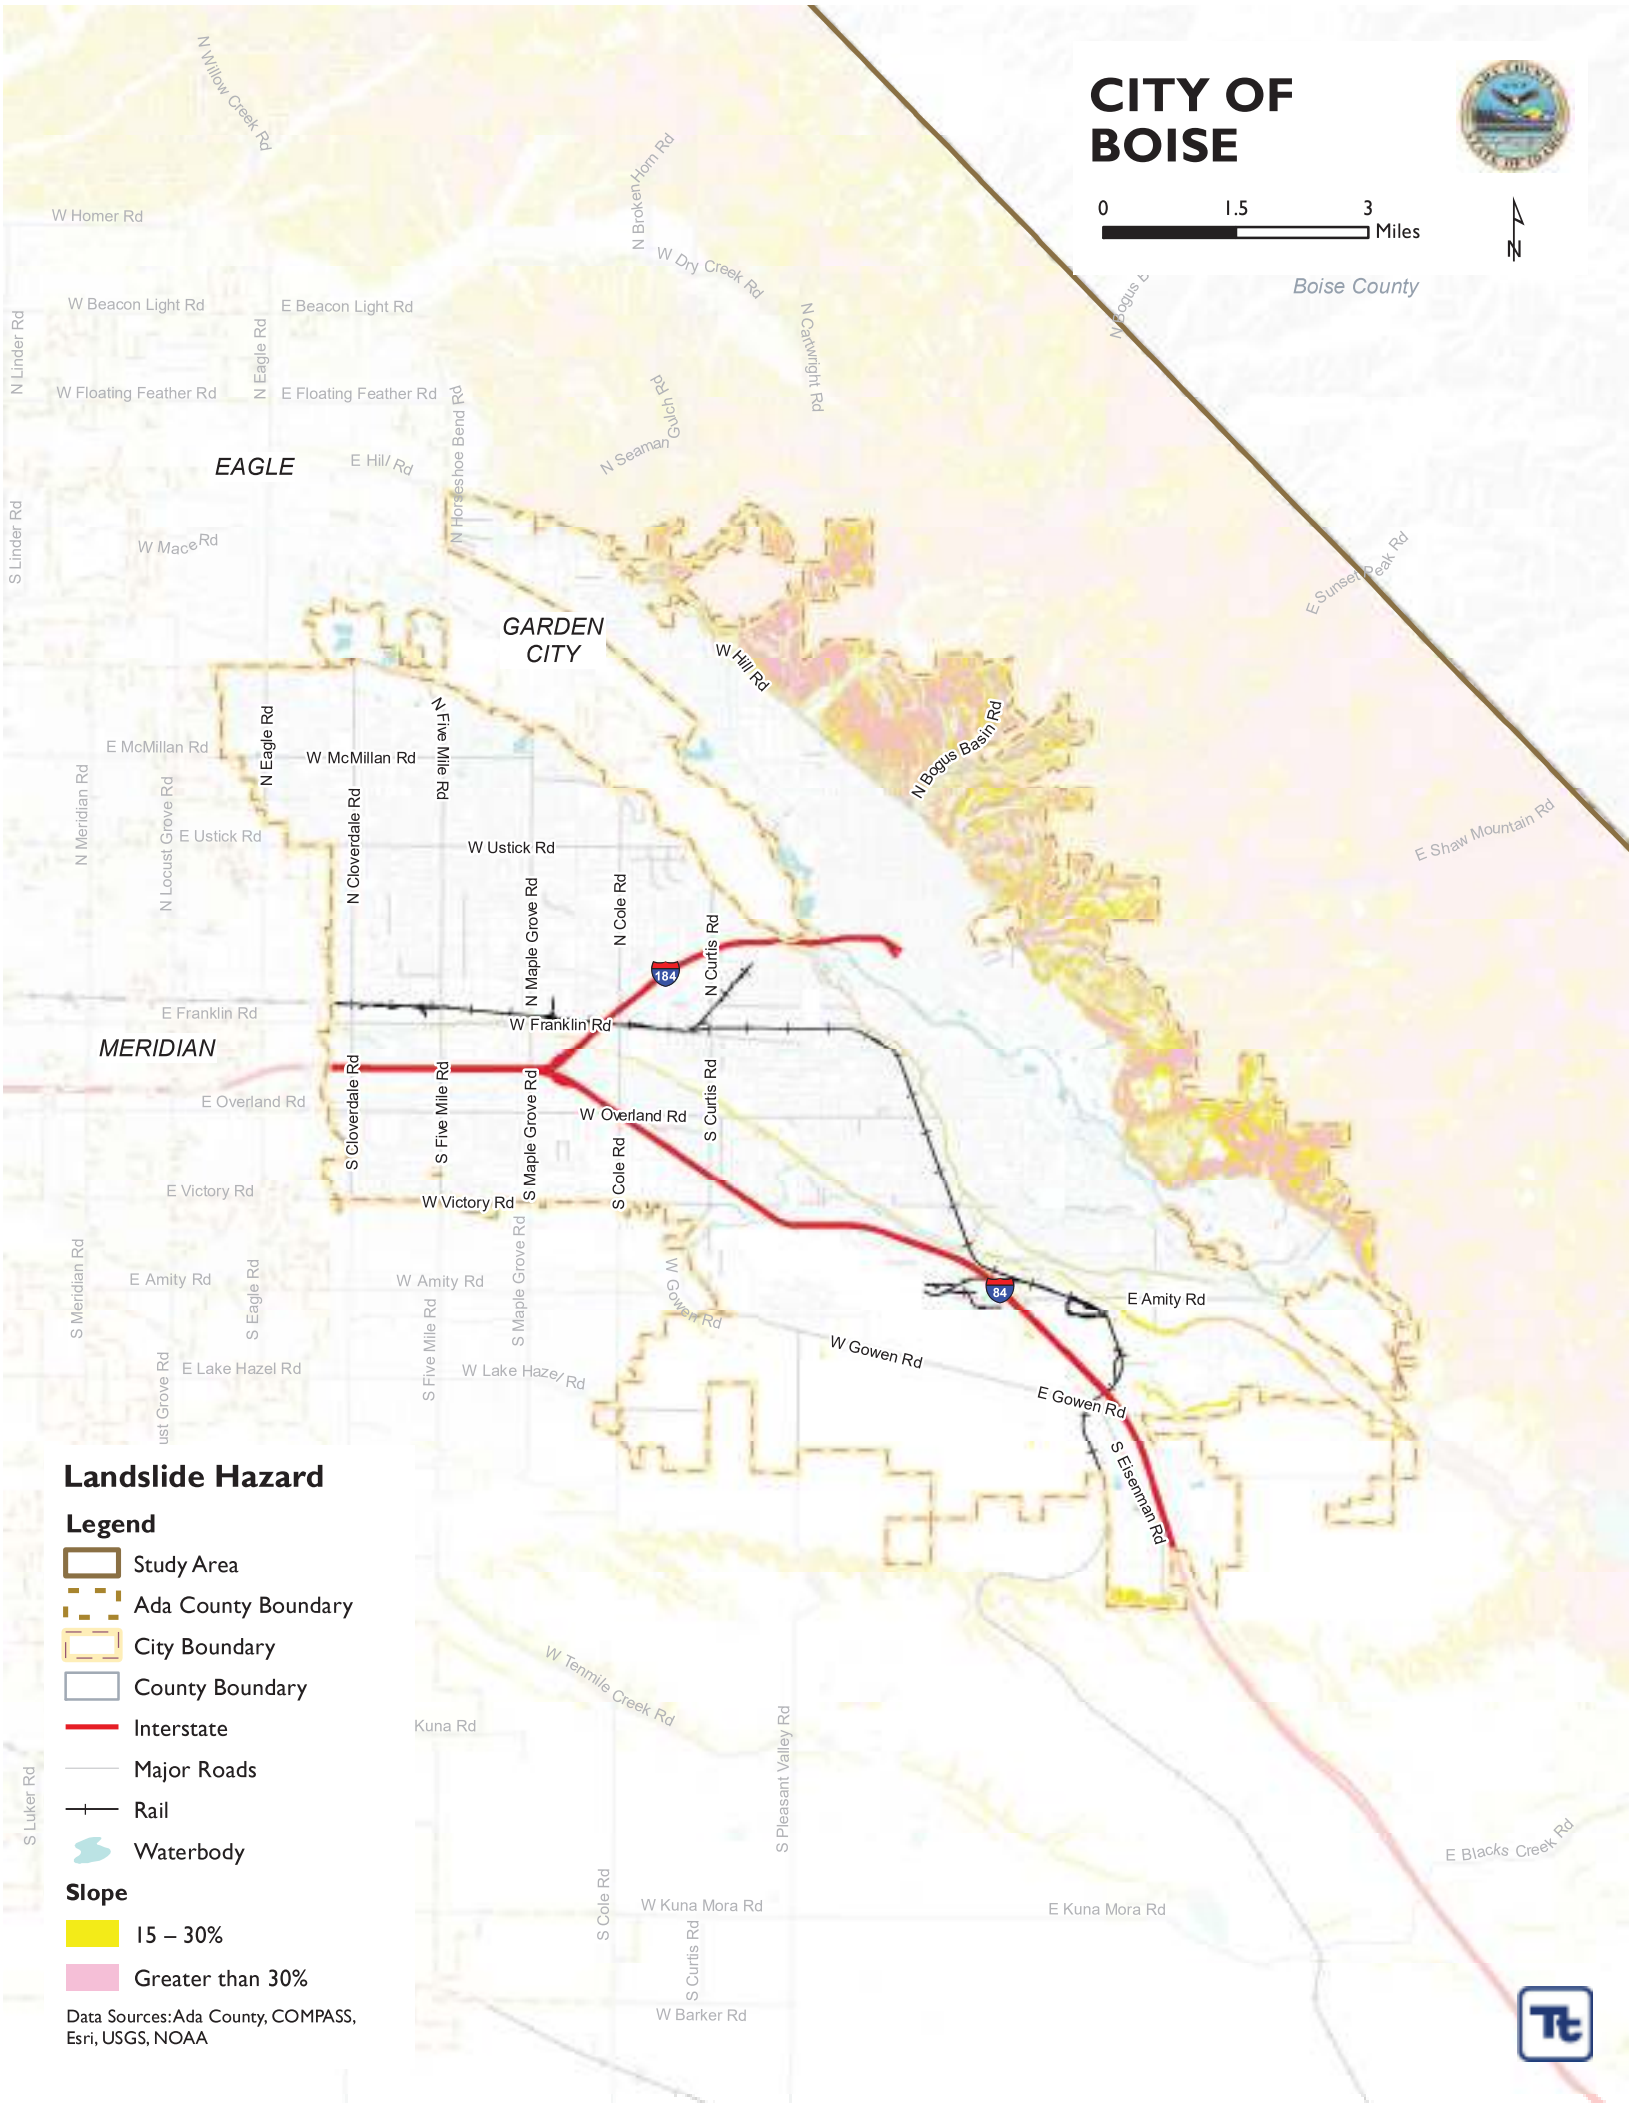 CITY OF
BOISE
ADA COUNTY
STATE OF IDAHO
0 1.5 3
Miles
N
Boise County
N Willow Creek Rd
N Broken Horn Rd
W Homer Rd
W Dry Creek Rd
W Beacon Light Rd
E Beacon Light Rd
N Linder Rd
N Eagle Rd
N Cartwright Rd
W Floating Feather Rd
E Floating Feather Rd
N Horseshoe Bend Rd
N Seaman Gulch Rd
EAGLE
E Hill Rd
S Linder Rd
W Mace Rd
E Sunset Peak Rd
GARDEN
CITY
W Hill Rd
N Bogus Basin Rd
N Five Mile Rd
N Eagle Rd
E McMillan Rd
W McMillan Rd
N Meridian Rd
N Locust Grove Rd
N Cloverdale Rd
E Ustick Rd
W Ustick Rd
E Shaw Mountain Rd
N Maple Grove Rd
N Cole Rd
N Curtis Rd
184
E Franklin Rd
W Franklin Rd
MERIDIAN
E Overland Rd
W Overland Rd
S Cloverdale Rd
S Five Mile Rd
S Maple Grove Rd
S Cole Rd
S Curtis Rd
E Victory Rd
W Victory Rd
S Meridian Rd
E Amity Rd
S Eagle Rd
W Amity Rd
S Maple Grove Rd
W Gowen Rd
84
E Amity Rd
W Gowen Rd
E Lake Hazel Rd
S Five Mile Rd
W Lake Hazel Rd
E Gowen Rd
ust Grove Rd
S Eisenman Rd
W Tenmile Creek Rd
Kuna Rd
S Pleasant Valley Rd
S Luker Rd
E Blacks Creek Rd
S Cole Rd
W Kuna Mora Rd
E Kuna Mora Rd
S Curtis Rd
W Barker Rd
Landslide Hazard
Legend
Study Area
Ada County Boundary
City Boundary
County Boundary
Interstate
Major Roads
Rail
Waterbody
Slope
15 – 30%
Greater than 30%
Data Sources: Ada County, COMPASS,
Esri, USGS, NOAA
Tt